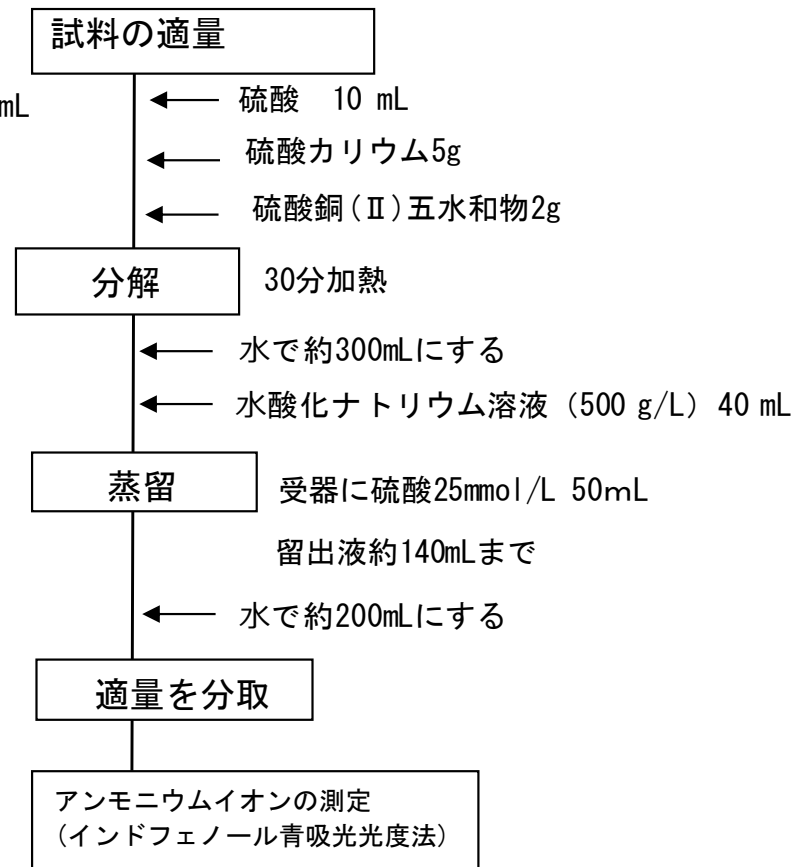 試料の適量
mL
硫酸　10 mL
硫酸カリウム5g
硫酸銅(Ⅱ)五水和物2g
分解
30分加熱
水で約300mLにする
水酸化ナトリウム溶液（500 g/L）40 mL
蒸留
受器に硫酸25mmol/L 50mL
留出液約140mLまで
水で約200mLにする
適量を分取
アンモニウムイオンの測定
(インドフェノール青吸光光度法)